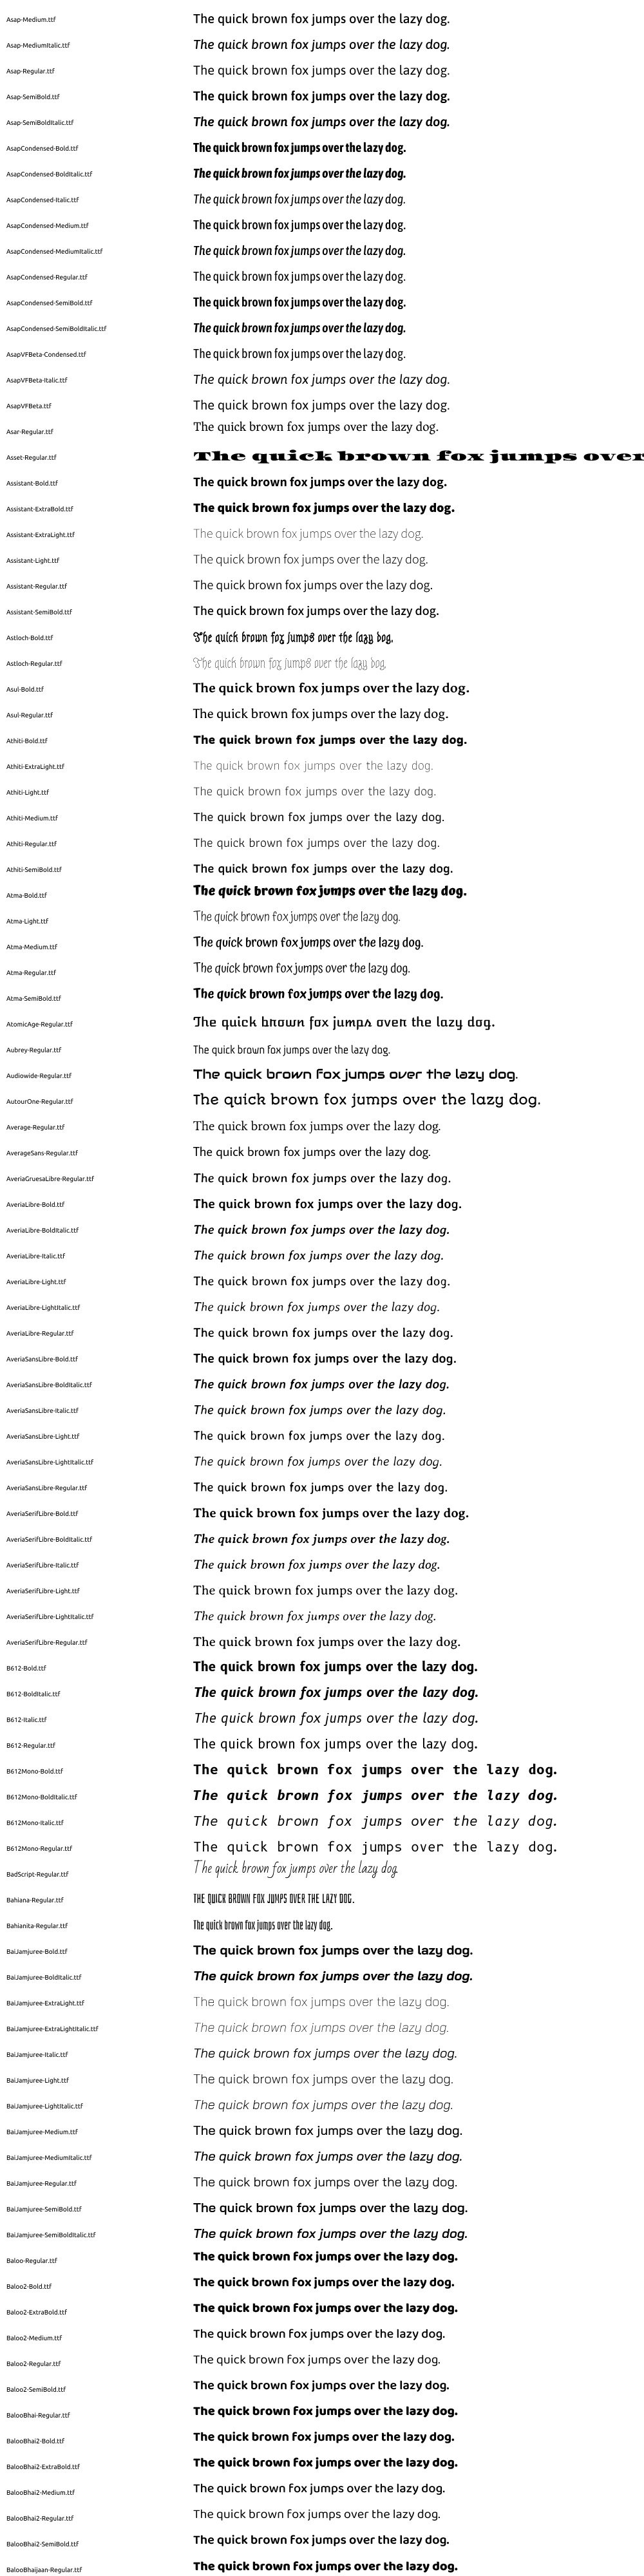 Asap-Medium.ttf The quick brown fox jumps over the lazy dog.
Asap-MediumItalic.ttf The quick brown fox jumps over the lazy dog.
Asap-Regular.ttf The quick brown fox jumps over the lazy dog.
Asap-SemiBold.ttf The quick brown fox jumps over the lazy dog.
Asap-SemiBoldItalic.ttf The quick brown fox jumps over the lazy dog.
AsapCondensed-Bold.ttf The quick brown fox jumps over the lazy dog.
AsapCondensed-BoldItalic.ttf The quick brown fox jumps over the lazy dog.
AsapCondensed-Italic.ttf The quick brown fox jumps over the lazy dog.
AsapCondensed-Medium.ttf The quick brown fox jumps over the lazy dog.
AsapCondensed-MediumItalic.ttf The quick brown fox jumps over the lazy dog.
AsapCondensed-Regular.ttf The quick brown fox jumps over the lazy dog.
AsapCondensed-SemiBold.ttf The quick brown fox jumps over the lazy dog.
AsapCondensed-SemiBoldItalic.ttf The quick brown fox jumps over the lazy dog.
AsapVFBeta-Condensed.ttf The quick brown fox jumps over the lazy dog.
AsapVFBeta-Italic.ttf The quick brown fox jumps over the lazy dog.
AsapVFBeta.ttf The quick brown fox jumps over the lazy dog.
Asar-Regular.ttf The quick brown fox jumps over the lazy dog.
Asset-Regular.ttf The quick brown fox jumps over
Assistant-Bold.ttf The quick brown fox jumps over the lazy dog.
Assistant-ExtraBold.ttf The quick brown fox jumps over the lazy dog.
Assistant-ExtraLight.ttf The quick brown fox jumps over the lazy dog.
Assistant-Light.ttf The quick brown fox jumps over the lazy dog.
Assistant-Regular.ttf The quick brown fox jumps over the lazy dog.
Assistant-SemiBold.ttf The quick brown fox jumps over the lazy dog.
Astloch-Bold.ttf The quick brown fox jumps over the lazy dog.
Astloch-Regular.ttf The quick brown fox jumps over the lazy dog.
Asul-Bold.ttf The quick brown fox jumps over the lazy dog.
Asul-Regular.ttf The quick brown fox jumps over the lazy dog.
Athiti-Bold.ttf The quick brown fox jumps over the lazy dog.
Athiti-ExtraLight.ttf The quick brown fox jumps over the lazy dog.
Athiti-Light.ttf The quick brown fox jumps over the lazy dog.
Athiti-Medium.ttf The quick brown fox jumps over the lazy dog.
Athiti-Regular.ttf The quick brown fox jumps over the lazy dog.
Athiti-SemiBold.ttf The quick brown fox jumps over the lazy dog.
Atma-Bold.ttf The quick brown fox jumps over the lazy dog.
Atma-Light.ttf The quick brown fox jumps over the lazy dog.
Atma-Medium.ttf The quick brown fox jumps over the lazy dog.
Atma-Regular.ttf The quick brown fox jumps over the lazy dog.
Atma-SemiBold.ttf The quick brown fox jumps over the lazy dog.
AtomicAge-Regular.ttf The quick brown fox jumps over the lazy dog.
Aubrey-Regular.ttf The quick brown fox jumps over the lazy dog.
Audiowide-Regular.ttf The quick brown fox jumps over the lazy dog.
AutourOne-Regular.ttf The quick brown fox jumps over the lazy dog.
Average-Regular.ttf The quick brown fox jumps over the lazy dog.
AverageSans-Regular.ttf The quick brown fox jumps over the lazy dog.
AveriaGruesaLibre-Regular.ttf The quick brown fox jumps over the lazy dog.
AveriaLibre-Bold.ttf The quick brown fox jumps over the lazy dog.
AveriaLibre-BoldItalic.ttf The quick brown fox jumps over the lazy dog.
AveriaLibre-Italic.ttf The quick brown fox jumps over the lazy dog.
AveriaLibre-Light.ttf The quick brown fox jumps over the lazy dog.
AveriaLibre-LightItalic.ttf The quick brown fox jumps over the lazy dog.
AveriaLibre-Regular.ttf The quick brown fox jumps over the lazy dog.
AveriaSansLibre-Bold.ttf The quick brown fox jumps over the lazy dog.
AveriaSansLibre-BoldItalic.ttf The quick brown fox jumps over the lazy dog.
AveriaSansLibre-Italic.ttf The quick brown fox jumps over the lazy dog.
AveriaSansLibre-Light.ttf The quick brown fox jumps over the lazy dog.
AveriaSansLibre-LightItalic.ttf The quick brown fox jumps over the lazy dog.
AveriaSansLibre-Regular.ttf The quick brown fox jumps over the lazy dog.
AveriaSerifLibre-Bold.ttf The quick brown fox jumps over the lazy dog.
AveriaSerifLibre-BoldItalic.ttf The quick brown fox jumps over the lazy dog.
AveriaSerifLibre-Italic.ttf The quick brown fox jumps over the lazy dog.
AveriaSerifLibre-Light.ttf The quick brown fox jumps over the lazy dog.
AveriaSerifLibre-LightItalic.ttf The quick brown fox jumps over the lazy dog.
AveriaSerifLibre-Regular.ttf The quick brown fox jumps over the lazy dog.
B612-Bold.ttf The quick brown fox jumps over the lazy dog.
B612-BoldItalic.ttf The quick brown fox jumps over the lazy dog.
B612-Italic.ttf The quick brown fox jumps over the lazy dog.
B612-Regular.ttf The quick brown fox jumps over the lazy dog.
B612Mono-Bold.ttf The quick brown fox jumps over the lazy dog.
B612Mono-BoldItalic.ttf The quick brown fox jumps over the lazy dog.
B612Mono-Italic.ttf The quick brown fox jumps over the lazy dog.
B612Mono-Regular.ttf The quick brown fox jumps over the lazy dog.
BadScript-Regular.ttf The quick brown fox jumps over the lazy dog.
Bahiana-Regular.ttf THE QUICK BROWN FOX JUMPS OVER THE LAZY DOG.
Bahianita-Regular.ttf The quick brown fox jumps over the lazy dog.
BaiJamjuree-Bold.ttf The quick brown fox jumps over the lazy dog.
BaiJamjuree-BoldItalic.ttf The quick brown fox jumps over the lazy dog.
BaiJamjuree-ExtraLight.ttf The quick brown fox jumps over the lazy dog.
BaiJamjuree-ExtraLightItalic.ttf The quick brown fox jumps over the lazy dog.
BaiJamjuree-Italic.ttf The quick brown fox jumps over the lazy dog.
BaiJamjuree-Light.ttf The quick brown fox jumps over the lazy dog.
BaiJamjuree-LightItalic.ttf The quick brown fox jumps over the lazy dog.
BaiJamjuree-Medium.ttf The quick brown fox jumps over the lazy dog.
BaiJamjuree-MediumItalic.ttf The quick brown fox jumps over the lazy dog.
BaiJamjuree-Regular.ttf The quick brown fox jumps over the lazy dog.
BaiJamjuree-SemiBold.ttf The quick brown fox jumps over the lazy dog.
BaiJamjuree-SemiBoldItalic.ttf The quick brown fox jumps over the lazy dog.
Baloo-Regular.ttf The quick brown fox jumps over the lazy dog.
Baloo2-Bold.ttf The quick brown fox jumps over the lazy dog.
Baloo2-ExtraBold.ttf The quick brown fox jumps over the lazy dog.
Baloo2-Medium.ttf The quick brown fox jumps over the lazy dog.
Baloo2-Regular.ttf The quick brown fox jumps over the lazy dog.
Baloo2-SemiBold.ttf The quick brown fox jumps over the lazy dog.
BalooBhai-Regular.ttf The quick brown fox jumps over the lazy dog.
BalooBhai2-Bold.ttf The quick brown fox jumps over the lazy dog.
BalooBhai2-ExtraBold.ttf The quick brown fox jumps over the lazy dog.
BalooBhai2-Medium.ttf The quick brown fox jumps over the lazy dog.
BalooBhai2-Regular.ttf The quick brown fox jumps over the lazy dog.
BalooBhai2-SemiBold.ttf The quick brown fox jumps over the lazy dog.
BalooBhaijaan-Regular.ttf The quick brown fox jumps over the lazy dog.